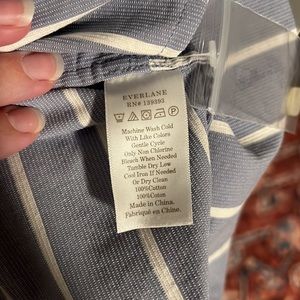 EVERLANE
RN# 139393
Machine Wash Cold
With Like Colors
Gentle Cycle
Only Non Chlorine
Bleach When Needed
Tumble Dry Low
Cool Iron If Needed
Or Dry Clean
100%Cotton
100%Coton
Made in China.
Fabriqué en Chine.